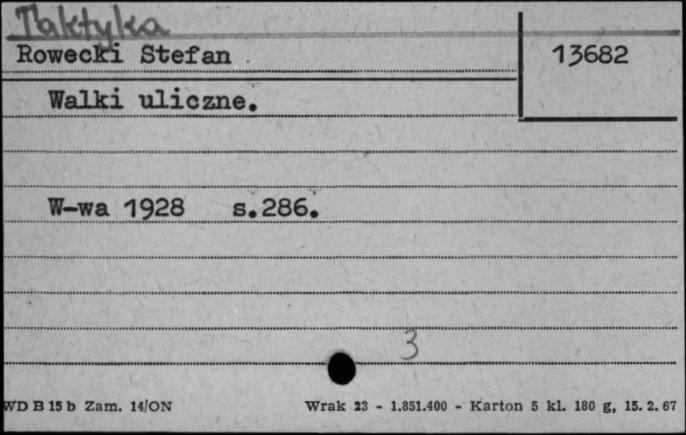 Taktyka
Rowecki Stefan
13682
Walki uliczne.
W-wa 1928 s.286.
3
WD B 15 b Zam. 14/ON
Wrak 23 - 1.851.400 - Karton 5 kl. 180 g, 15. 2. 67